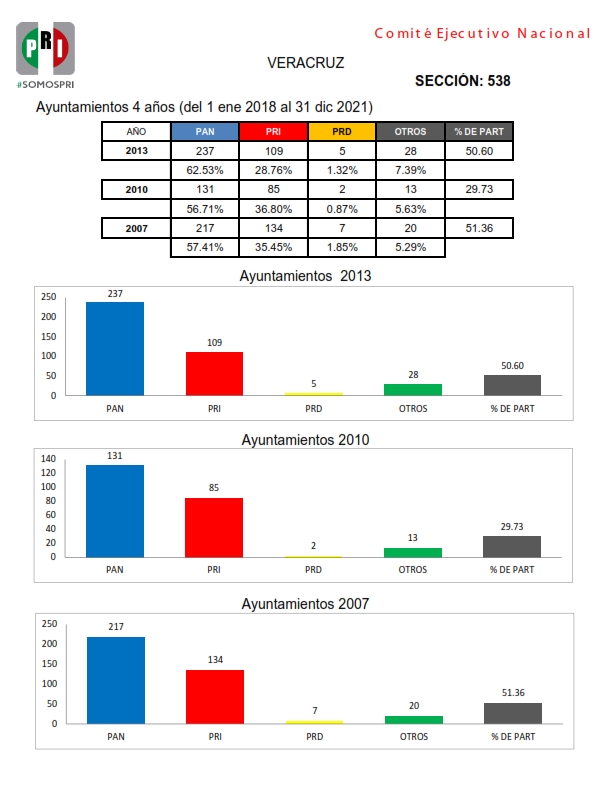 Comité Ejecutivo Nacional
PRI
#SOMOSPRI
VERACRUZ
SECCIÓN: 538
Ayuntamientos 4 años (del 1 ene 2018 al 31 dic 2021)
AÑO PAN PRI PRD OTROS % DE PART
2013 237 109 5 28 50.60
62.53% 28.76% 1.32% 7.39%
2010 131 85 2 13 29.73
56.71% 36.80% 0.87% 5.63%
2007 217 134 7 20 51.36
57.41% 35.45% 1.85% 5.29%
Ayuntamientos 2013
250
200
150
100
50
0
237
109
5
28
50.60
PAN PRI PRD OTROS % DE PART
Ayuntamientos 2010
140
120
100
80
60
40
20
0
131
85
2
13
29.73
PAN PRI PRD OTROS % DE PART
Ayuntamientos 2007
250
200
150
100
50
0
217
134
7
20
51.36
PAN PRI PRD OTROS % DE PART